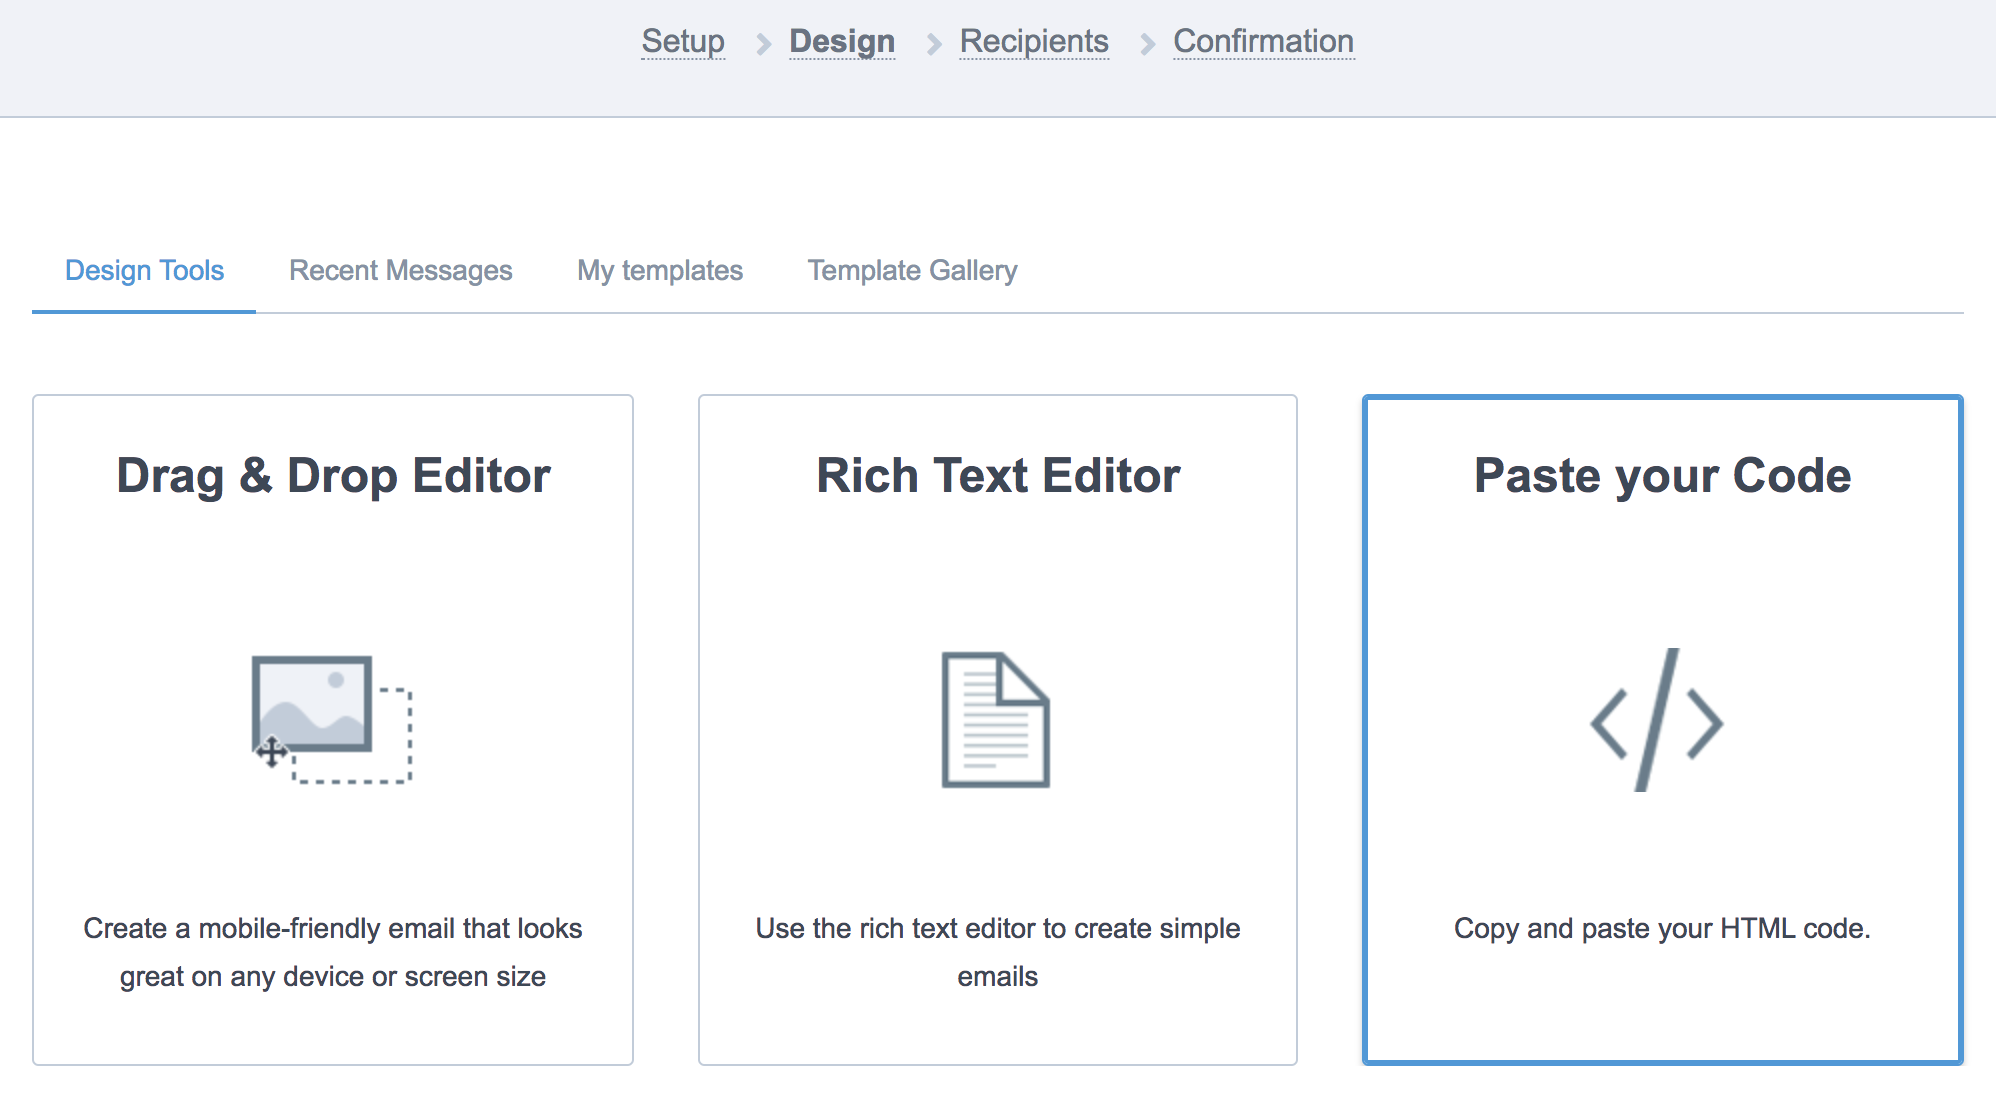 Setup Design Recipients Confirmation
Design Tools Recent Messages My templates Template Gallery
Drag & Drop Editor
Create a mobile-friendly email that looks
great on any device or screen size
Rich Text Editor
Use the rich text editor to create simple
emails
Paste your Code
Copy and paste your HTML code.